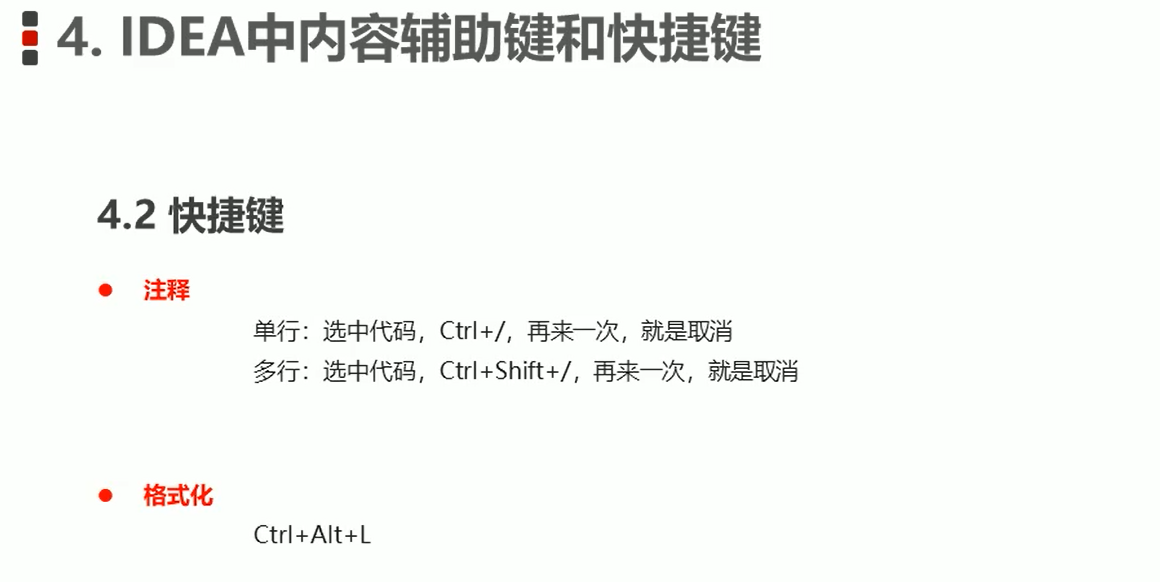 4. IDEA中内容辅助键和快捷键
4.2 快捷键
● 注释
单行：选中代码，Ctrl+/，再来一次，就是取消
多行：选中代码，Ctrl+Shift+/，再来一次，就是取消
● 格式化
Ctrl+Alt+L